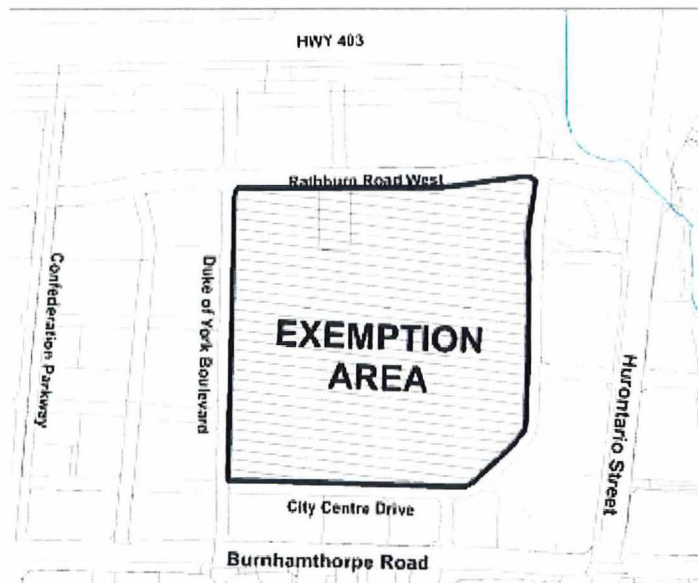 HWY 403
Rathburn Road West
Confederation Parkway
Duke of York Boulevard
EXEMPTION
AREA
Hurontario Street
City Centre Drive
Burnhamthorpe Road